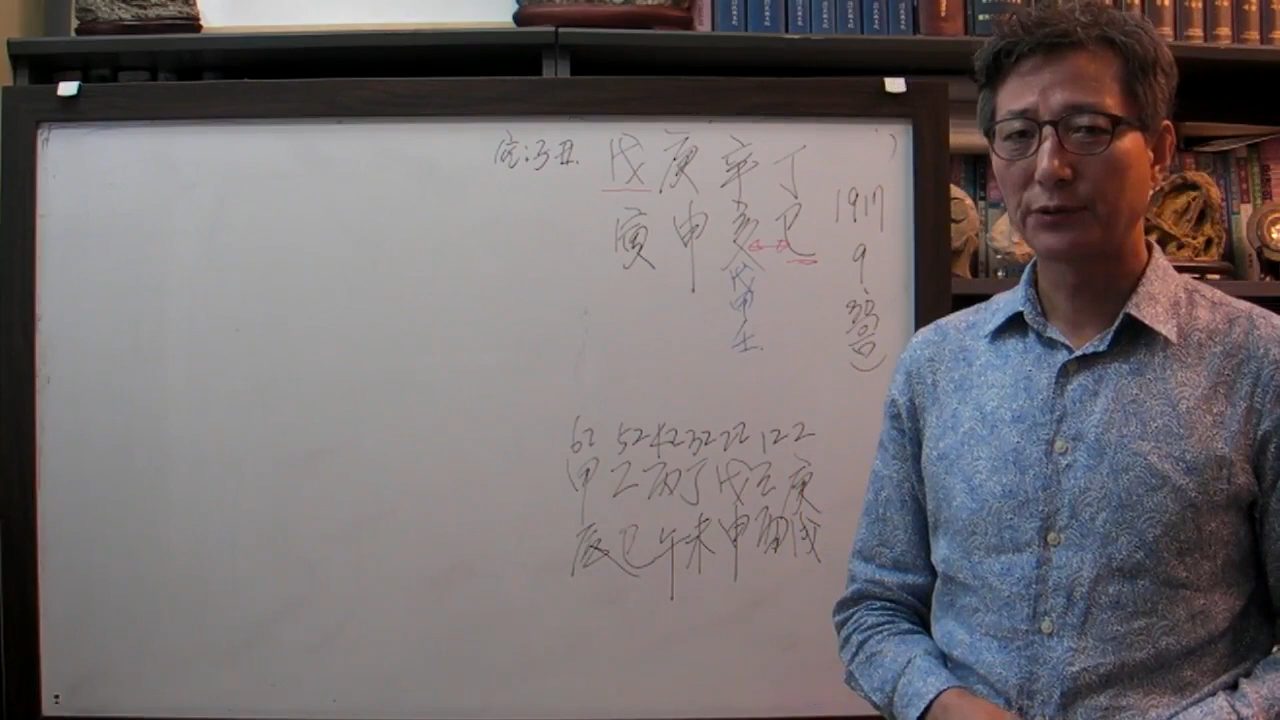 戊庚辛丁
寅申亥巳
戊
甲
壬
1917
9
62 52 42 32 22 12 2
甲乙丙丁戊己庚
辰巳午未申酉戌